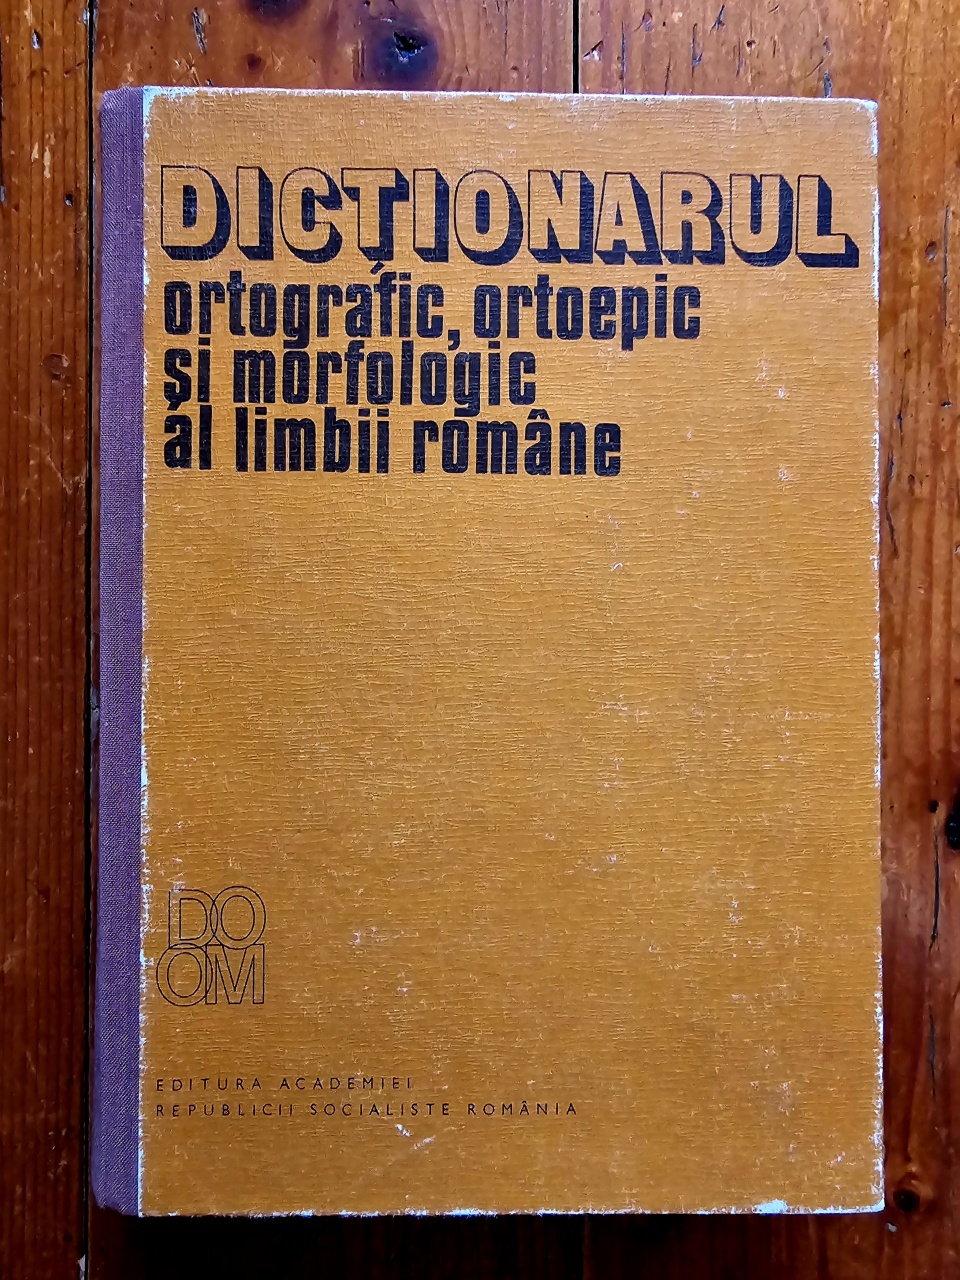 DICȚIONARUL
ortografic, ortoepic
și morfologic
al limbii române
DO
OM
EDITURA ACADEMIEI
REPUBLICII SOCIALISTE ROMÂNIA